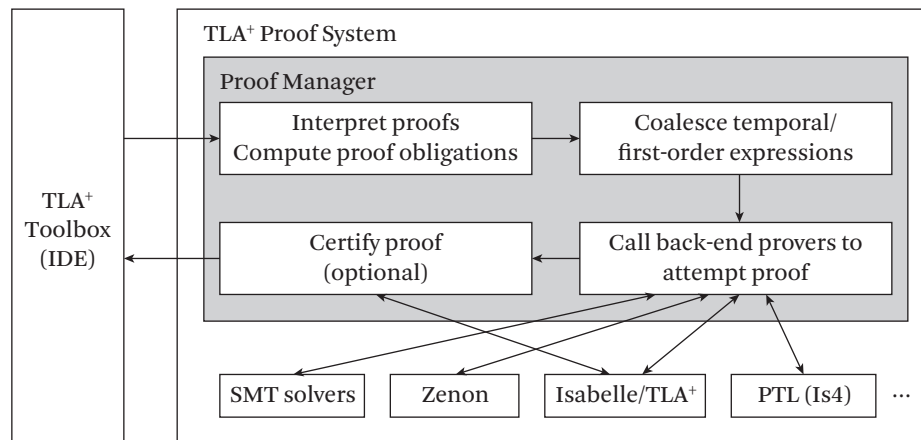 TLA⁺ Proof System
Proof Manager
Interpret proofs
Compute proof obligations
Coalesce temporal/
first-order expressions
TLA⁺
Toolbox
(IDE)
Certify proof
(optional)
Call back-end provers to
attempt proof
SMT solvers
Zenon
Isabelle/TLA⁺
PTL (ls4)
...